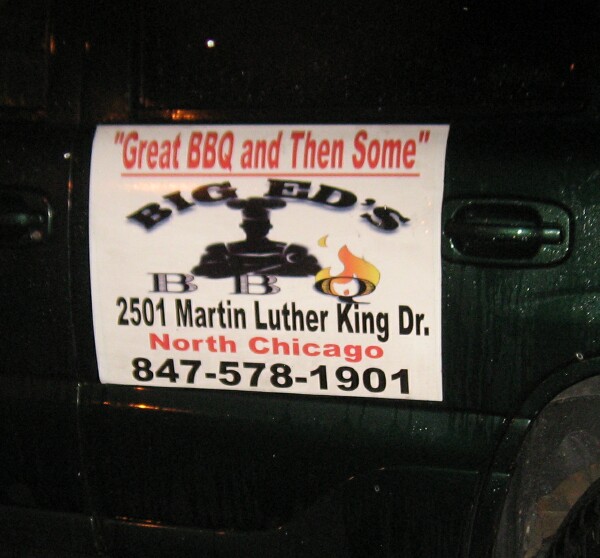 "Great BBQ and Then Some"
BIG ED'S
BBQ
2501 Martin Luther King Dr.
North Chicago
847-578-1901